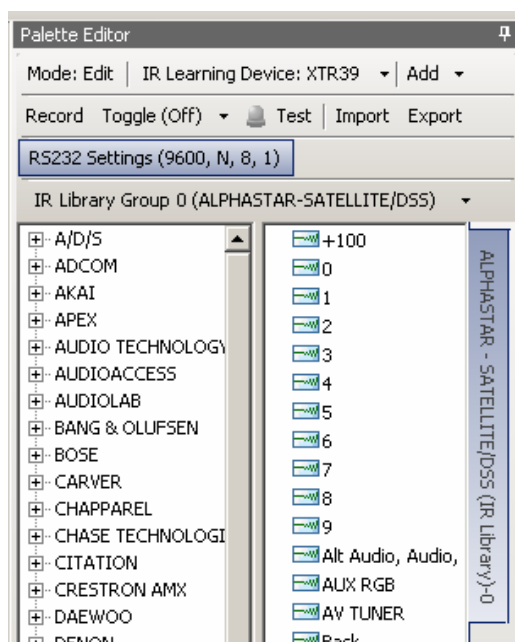 Palette Editor
Mode: Edit IR Learning Device: XTR39 Add
Record Toggle (Off) Test Import Export
RS232 Settings (9600, N, 8, 1)
IR Library Group 0 (ALPHASTAR-SATELLITE/DSS)
A/D/S
ADCOM
AKAI
APEX
AUDIO TECHNOLOGY
AUDIOACCESS
AUDIOLAB
BANG & OLUFSEN
BOSE
CARVER
CHAPPAREL
CHASE TECHNOLOGI
CITATION
CRESTRON AMX
DAEWOO
DENON
+100
0
1
2
3
4
5
6
7
8
9
Alt Audio, Audio,
AUX RGB
AV TUNER
Back
ALPHASTAR - SATELLITE/DSS (IR Library)-0